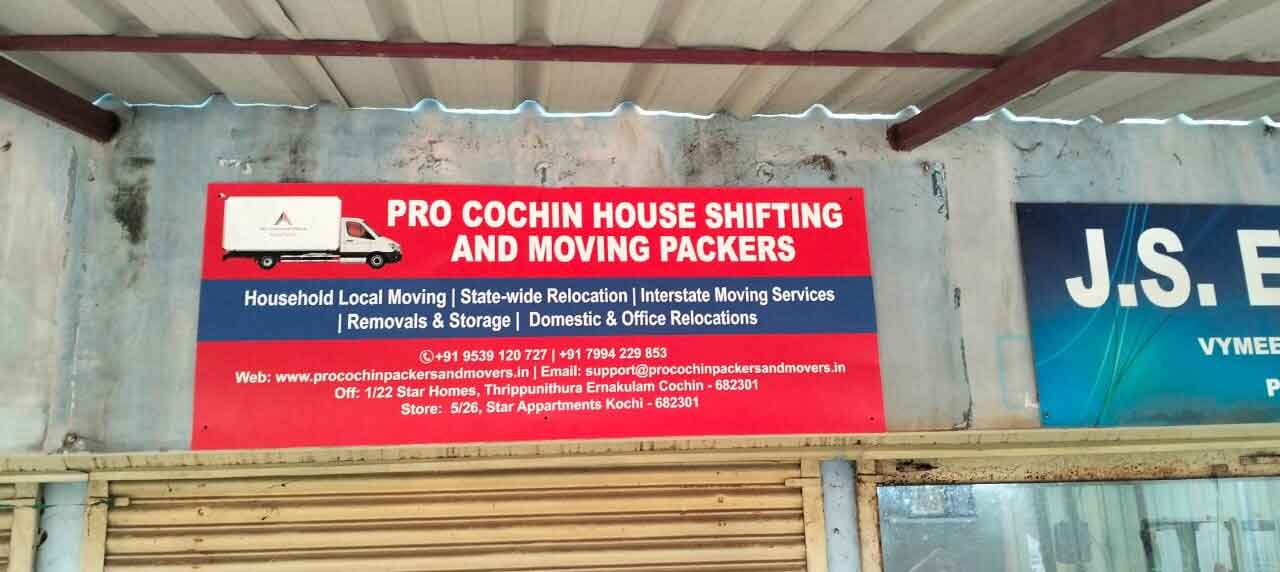 PRO COCHIN HOUSE SHIFTING
AND MOVING PACKERS
Household Local Moving | State-wide Relocation | Interstate Moving Services
| Removals & Storage | Domestic & Office Relocations
+91 9539 120 727 | +91 7994 229 853
Web: www.procochinpackersandmovers.in | Email: support@procochinpackersandmovers.in
Off: 1/22 Star Homes, Thrippunithura Ernakulam Cochin - 682301
Store: 5/26, Star Appartments Kochi - 682301
J.S. E
VYMEE
P